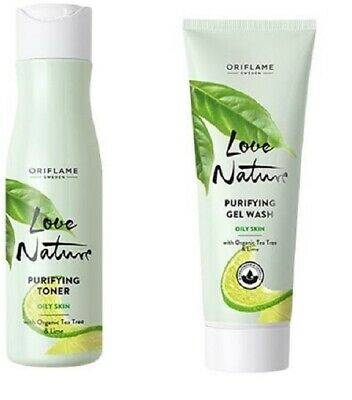 ORIFLAME
SWEDEN
Love
Nature
PURIFYING
TONER
OILY SKIN
with Organic Tea Tree
& Lime
ORIFLAME
SWEDEN
Love
Nature
PURIFYING
GEL WASH
OILY SKIN
with Organic Tea Tree
& Lime